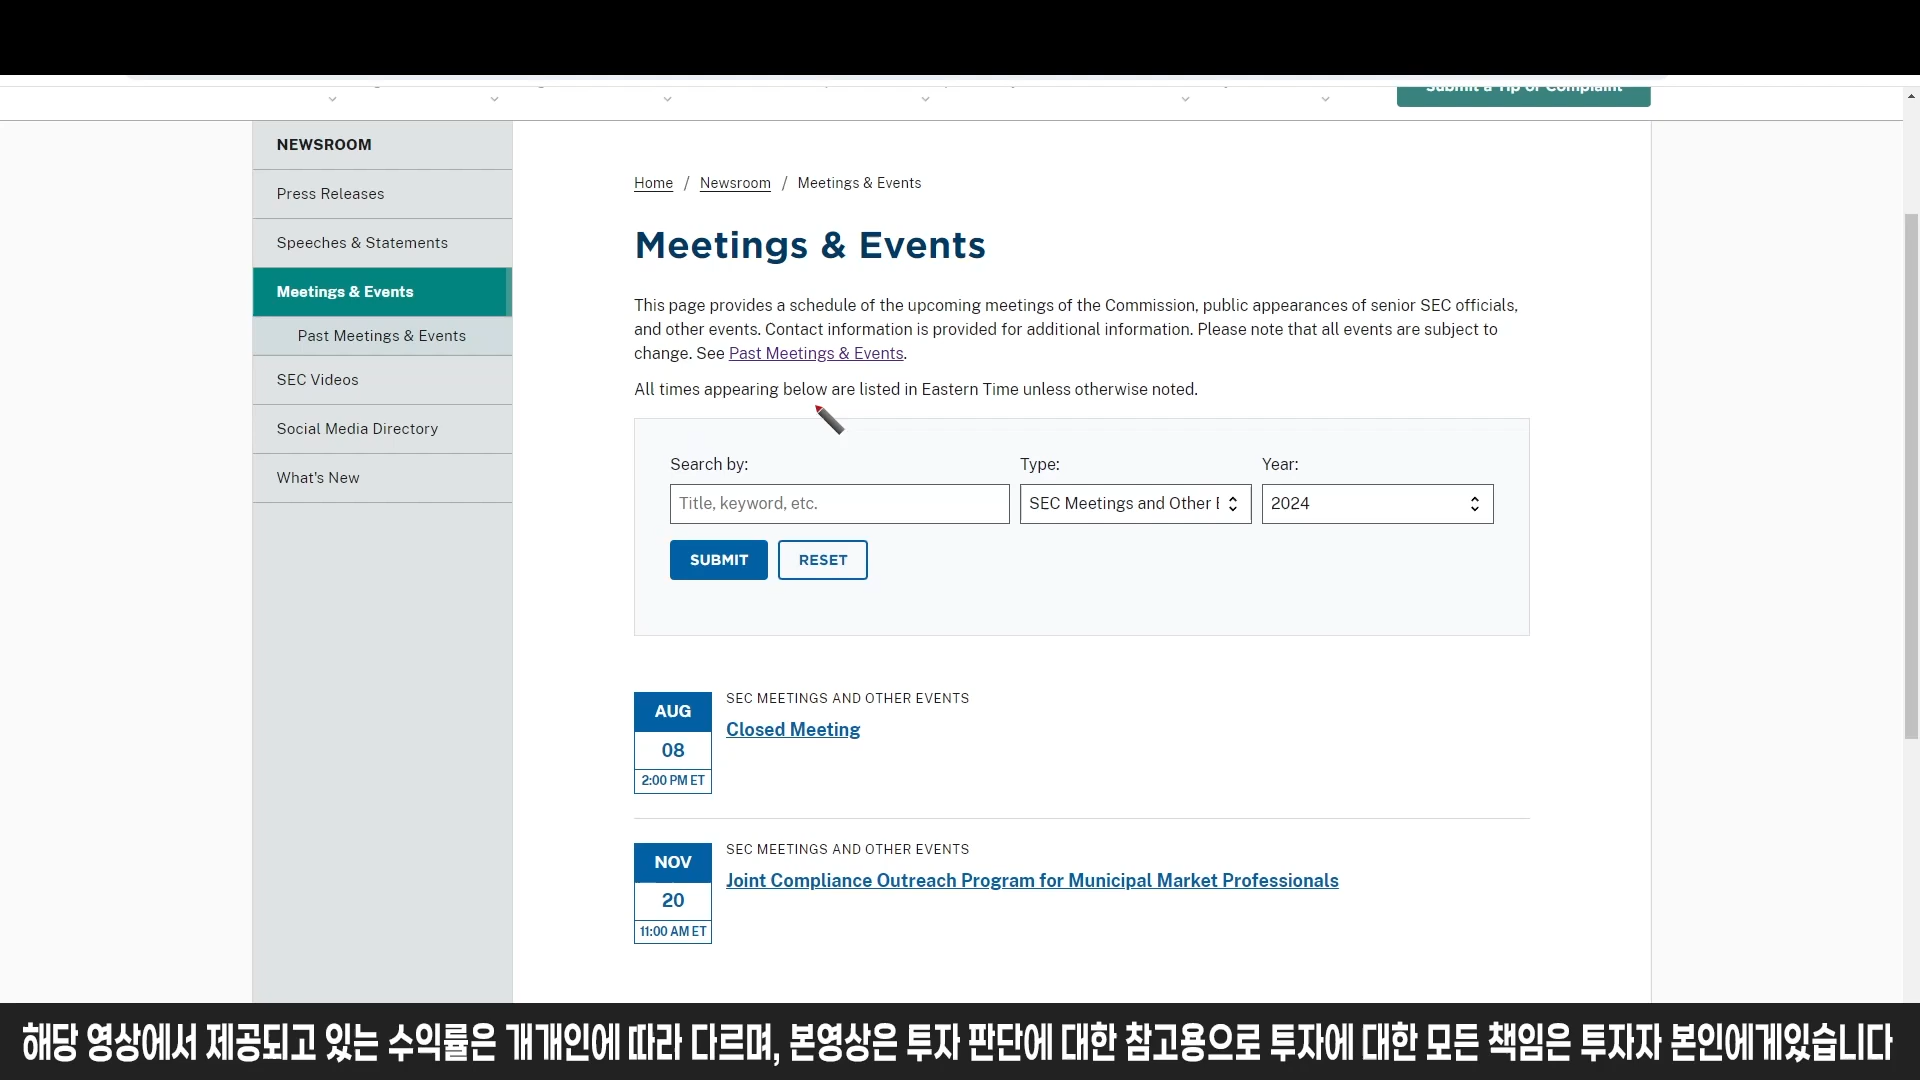 Submit a Tip or Complaint
NEWSROOM
Press Releases
Speeches & Statements
Meetings & Events
Past Meetings & Events
SEC Videos
Social Media Directory
What's New
Home / Newsroom / Meetings & Events
Meetings & Events
This page provides a schedule of the upcoming meetings of the Commission, public appearances of senior SEC officials,
and other events. Contact information is provided for additional information. Please note that all events are subject to
change. See Past Meetings & Events.
All times appearing below are listed in Eastern Time unless otherwise noted.
Search by:
Type:
Year:
Title, keyword, etc.
SEC Meetings and Other
2024
SUBMIT
RESET
AUG
08
2:00 PM ET
SEC MEETINGS AND OTHER EVENTS
Closed Meeting
NOV
20
11:00 AM ET
SEC MEETINGS AND OTHER EVENTS
Joint Compliance Outreach Program for Municipal Market Professionals
해당 영상에서 제공되고 있는 수익률은 개개인에 따라 다르며, 본영상은 투자 판단에 대한 참고용으로 투자에 대한 모든 책임은 투자자 본인에게있습니다